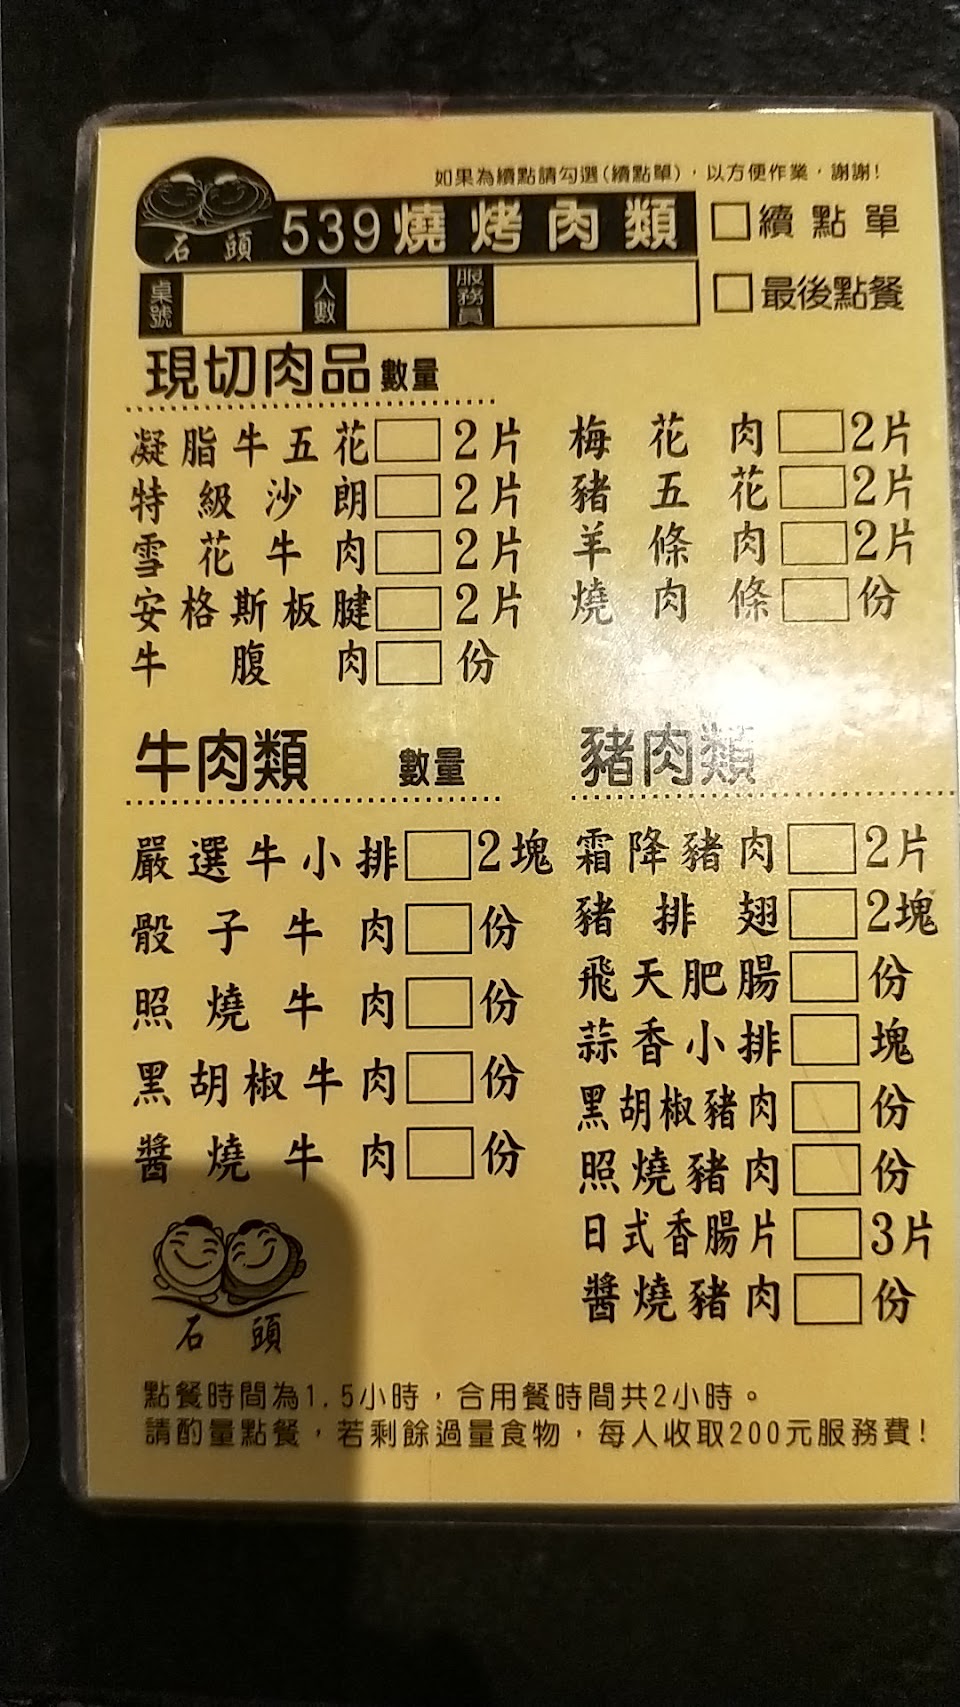 如果為續點請勾選(續點單)，以方便作業，謝謝!
石頭 539燒烤肉類 續點單
桌號 人數 服務員 最後點餐
現切肉品 數量
凝脂牛五花 2片
特級沙朗 2片
雪花牛肉 2片
安格斯板腱 2片
牛腹肉 份
梅花肉 2片
豬五花 2片
羊條肉 2片
燒肉條 份
牛肉類 數量
嚴選牛小排 2塊
骰子牛肉 份
照燒牛肉 份
黑胡椒牛肉 份
醬燒牛肉 份
豬肉類
霜降豬肉 2片
豬排翅 2塊
飛天肥腸 份
蒜香小排 塊
黑胡椒豬肉 份
照燒豬肉 份
日式香腸片 3片
醬燒豬肉 份
石頭
點餐時間為1.5小時，合用餐時間共2小時。
請酌量點餐，若剩餘過量食物，每人收取200元服務費!